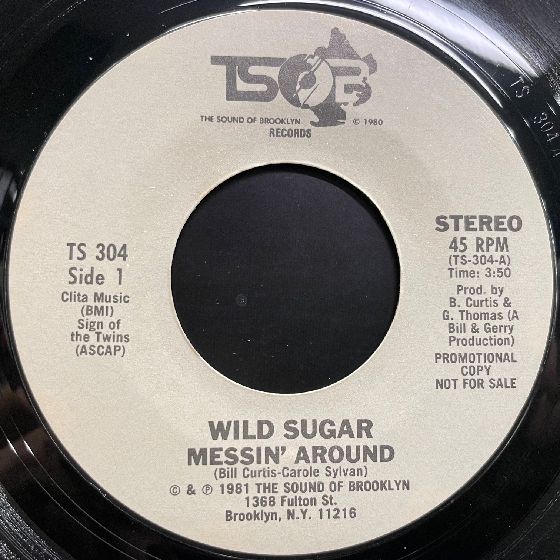 TSOB
THE SOUND OF BROOKLYN © 1980
RECORDS
TS 304
Side 1
Clita Music
(BMI)
Sign of
the Twins
(ASCAP)
STEREO
45 RPM
(TS-304-A)
Time: 3:50
Prod. by
B. Curtis &
G. Thomas (A
Bill & Gerry
Production)
PROMOTIONAL
COPY
NOT FOR SALE
WILD SUGAR
MESSIN' AROUND
(Bill Curtis-Carole Sylvan)
© & ℗ 1981 THE SOUND OF BROOKLYN
1368 Fulton St.
Brooklyn, N.Y. 11216
TS 304-A